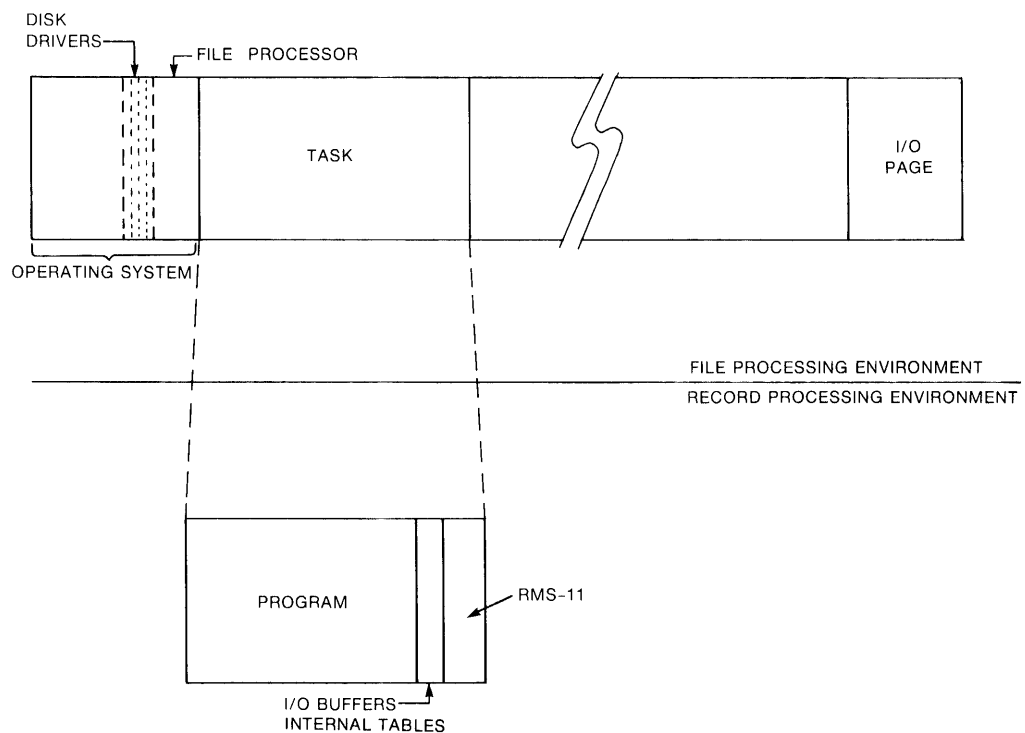 DISK
DRIVERS
FILE PROCESSOR
TASK
I/O
PAGE
OPERATING SYSTEM
FILE PROCESSING ENVIRONMENT
RECORD PROCESSING ENVIRONMENT
PROGRAM
RMS-11
I/O BUFFERS
INTERNAL TABLES